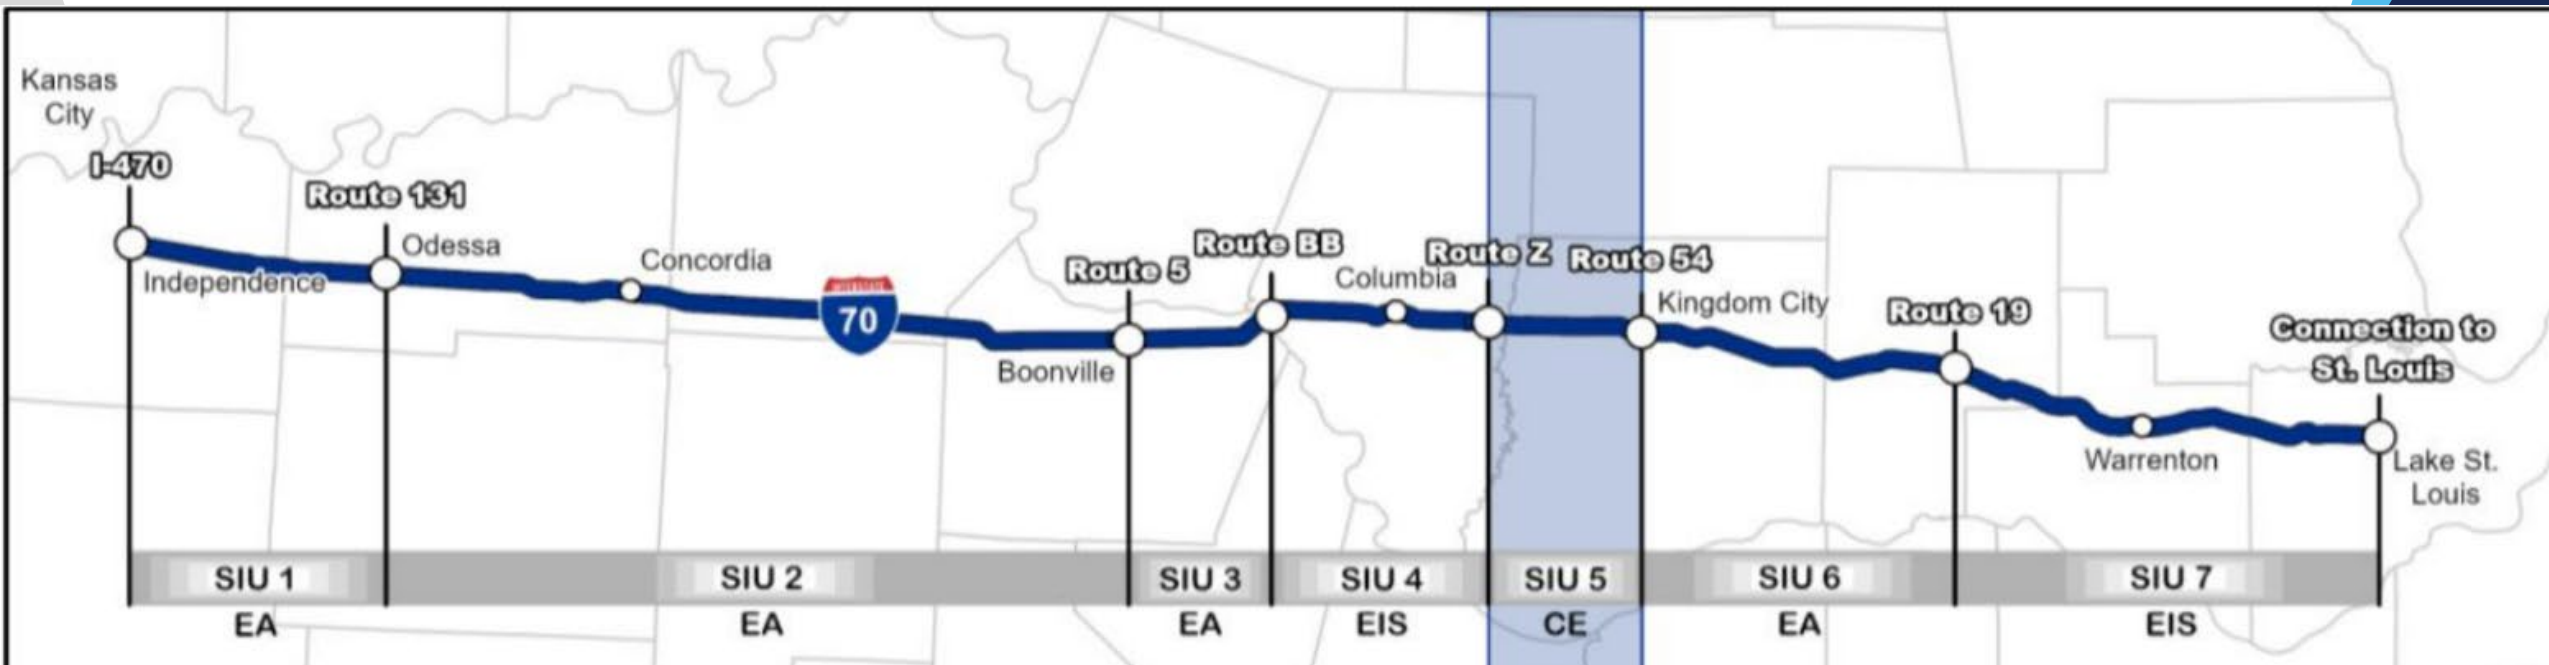 Kansas
City
I-470
Route 131
Odessa
Independence
Concordia
70
Boonville
Route 5
Route BB
Columbia
Route Z
Route 54
Kingdom City
Route 19
Warrenton
Connection to
St. Louis
Lake St.
Louis
SIU 1
SIU 2
SIU 3
SIU 4
SIU 5
SIU 6
SIU 7
EA
EA
EA
EIS
CE
EA
EIS